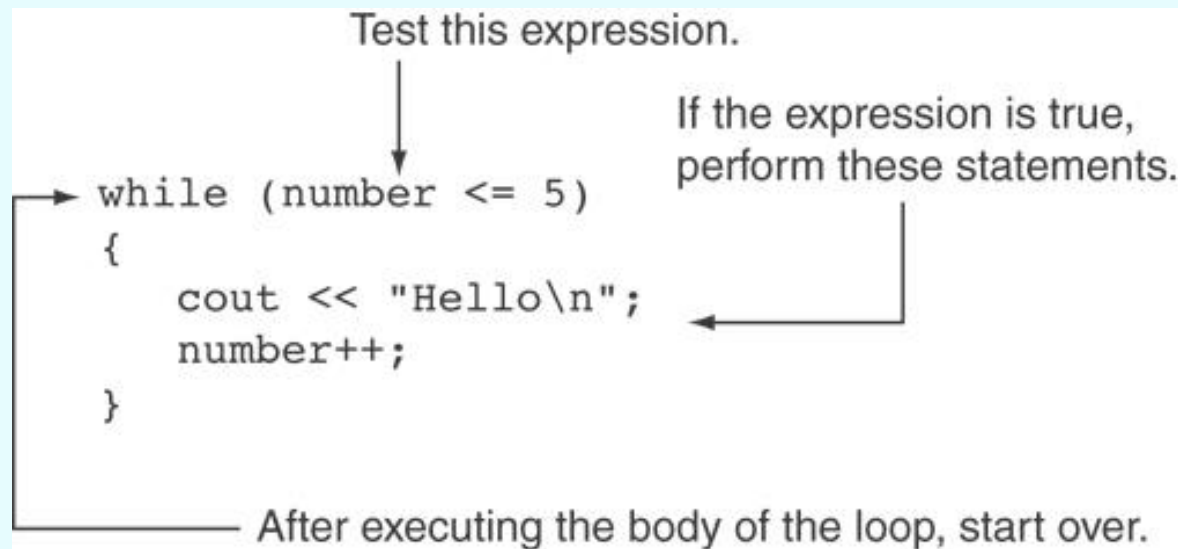 Test this expression.
If the expression is true,
perform these statements.
while (number <= 5)
{
cout << "Hello\n";
number++;
}
After executing the body of the loop, start over.